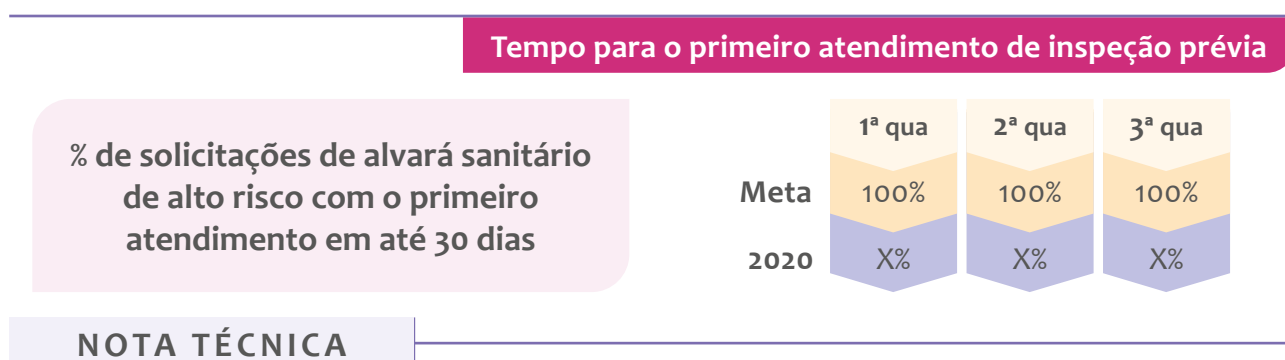 Tempo para o primeiro atendimento de inspeção prévia
% de solicitações de alvará sanitário
de alto risco com o primeiro
atendimento em até 30 dias
1ª qua 2ª qua 3ª qua
Meta 100% 100% 100%
2020 X% X% X%
NOTA TÉCNICA